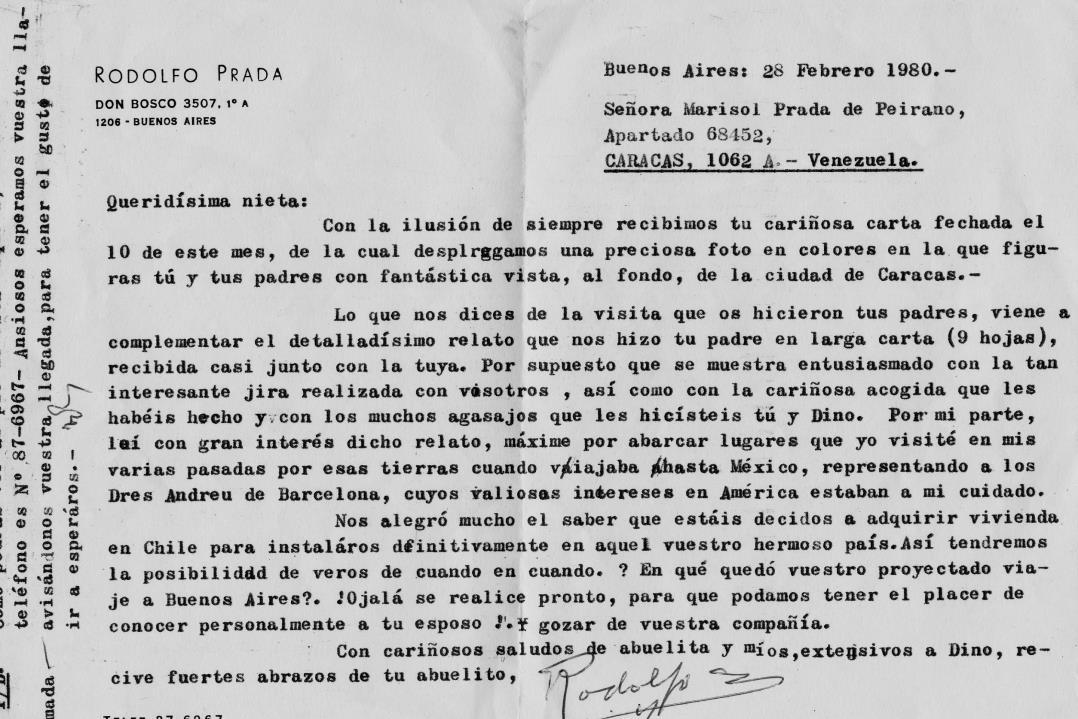 RODOLFO PRADA
DON BOSCO 3507, 1º A
1206 - BUENOS AIRES
Buenos Aires: 28 Febrero 1980.-
Señora Marisol Prada de Peirano,
Apartado 68452,
CARACAS, 1062 A.- Venezuela.
Queridísima nieta:
Con la ilusión de siempre recibimos tu cariñosa carta fechada el
10 de este mes, de la cual desplrggamos una preciosa foto en colores en la que figu-
ras tú y tus padres con fantástica vista, al fondo, de la ciudad de Caracas.-
Lo que nos dices de la visita que os hicieron tus padres, viene a
complementar el detalladísimo relato que nos hizo tu padre en larga carta (9 hojas),
recibida casi junto con la tuya. Por supuesto que se muestra entusiasmado con la tan
interesante jira realizada con vosotros , así como con la cariñosa acogida que les
habéis hecho y con los muchos agasajos que les hicísteis tú y Dino. Por mi parte,
leí con gran interés dicho relato, máxime por abarcar lugares que yo visité en mis
varias pasadas por esas tierras cuando viajaba hasta México, representando a los
Dres Andreu de Barcelona, cuyos valiosas intereses en América estaban a mi cuidado.
Nos alegró mucho el saber que estáis decidos a adquirir vivienda
en Chile para instaláros dfinitivamente en aquel vuestro hermoso país.Así tendremos
la posibilidad de veros de cuando en cuando. ? En qué quedó vuestro proyectado via-
je a Buenos Aires?. !Ojalá se realice pronto, para que podamos tener el placer de
conocer personalmente a tu esposo !.Y gozar de vuestra compañía.
Con cariñosos saludos de abuelita y míos,extensivos a Dino, re-
cive fuertes abrazos de tu abuelito,
Rodolfo
teléfono es Nº 87-6967- Ansiosos esperamos vuestra lla-
mada — avisándonos vuestra llegada,para tener el gusto de
ir a esperáros.-